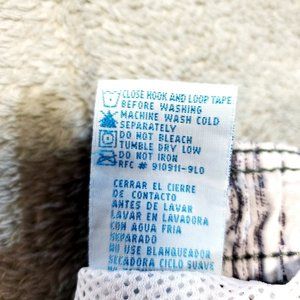 CLOSE HOOK AND LOOP TAPE
BEFORE WASHING
MACHINE WASH COLD
SEPARATELY
DO NOT BLEACH
TUMBLE DRY LOW
DO NOT IRON
RFC # 910911-9L0
CERRAR EL CIERRE
DE CONTACTO
ANTES DE LAVAR
LAVAR EN LAVADORA
CON AGUA FRIA
SEPARADO
NO USE BLANQUEADOR
SECADORA CICLO SUAVE